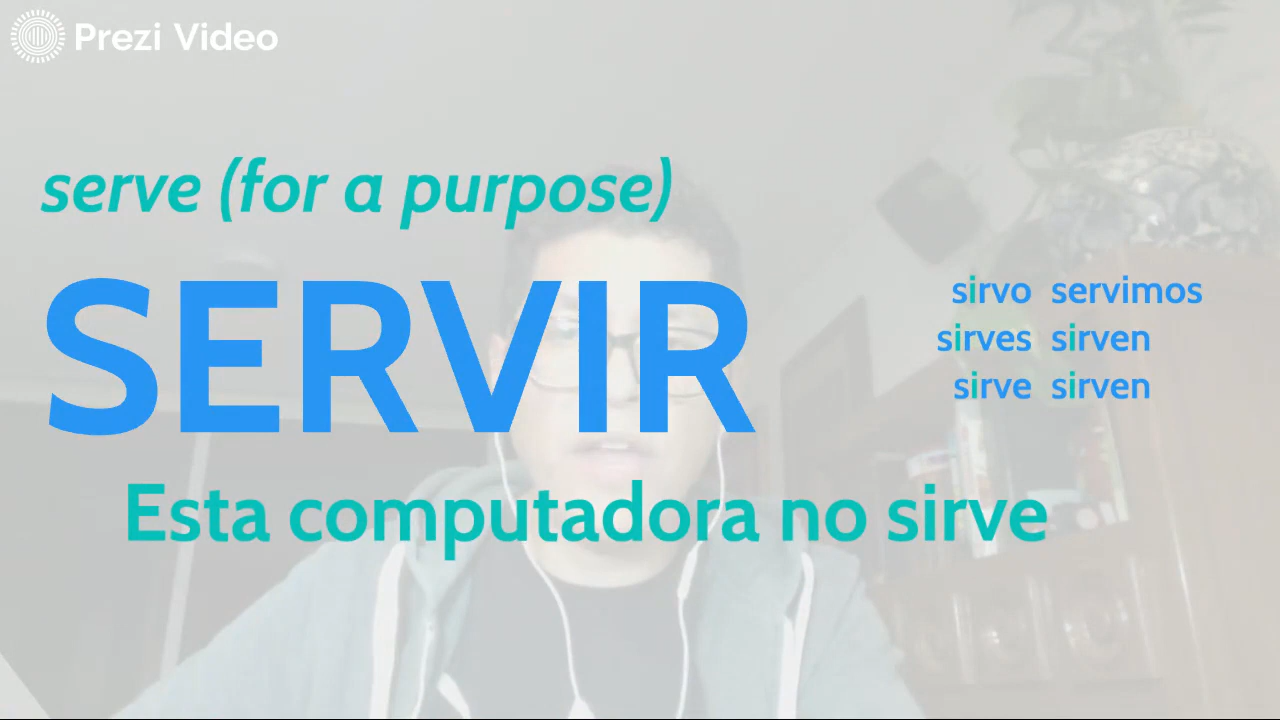 Prezi Video
serve (for a purpose)
SERVIR
sirvo servimos
sirves sirven
sirve sirven
Esta computadora no sirve